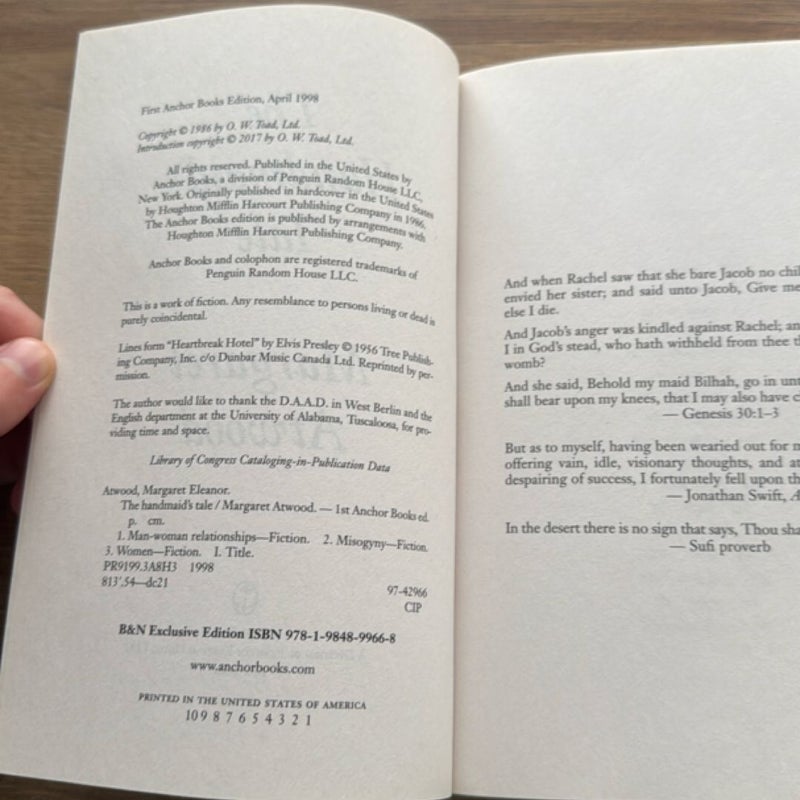 First Anchor Books Edition, April 1998
Copyright © 1986 by O. W. Toad, Ltd.
Introduction copyright © 2017 by O. W. Toad, Ltd.
All rights reserved. Published in the United States by
Anchor Books, a division of Penguin Random House LLC,
New York. Originally published in hardcover in the United States
by Houghton Mifflin Harcourt Publishing Company in 1986.
The Anchor Books edition is published by arrangements with
Houghton Mifflin Harcourt Publishing Company.
Anchor Books and colophon are registered trademarks of
Penguin Random House LLC.
This is a work of fiction. Any resemblance to persons living or dead is
purely coincidental.
Lines form "Heartbreak Hotel" by Elvis Presley © 1956 Tree Publish-
ing Company, Inc. c/o Dunbar Music Canada Ltd. Reprinted by per-
mission.
The author would like to thank the D.A.A.D. in West Berlin and the
English department at the University of Alabama, Tuscaloosa, for pro-
viding time and space.
Library of Congress Cataloging-in-Publication Data
Atwood, Margaret Eleanor.
The handmaid's tale / Margaret Atwood. — 1st Anchor Books ed.
p. cm.
1. Man-woman relationships—Fiction. 2. Misogyny—Fiction.
3. Women—Fiction. I. Title.
PR9199.3A8H3 1998
813'.54—dc21
97-42966
CIP
B&N Exclusive Edition ISBN 978-1-9848-9966-8
www.anchorbooks.com
PRINTED IN THE UNITED STATES OF AMERICA
10 9 8 7 6 5 4 3 2 1
And when Rachel saw that she bare Jacob no chil
envied her sister; and said unto Jacob, Give me
else I die.
And Jacob's anger was kindled against Rachel; an
I in God's stead, who hath withheld from thee t
womb?
And she said, Behold my maid Bilhah, go in unt
shall bear upon my knees, that I may also have c
— Genesis 30:1–3
But as to myself, having been wearied out for m
offering vain, idle, visionary thoughts, and at
despairing of success, I fortunately fell upon th
— Jonathan Swift, A
In the desert there is no sign that says, Thou sha
— Sufi proverb